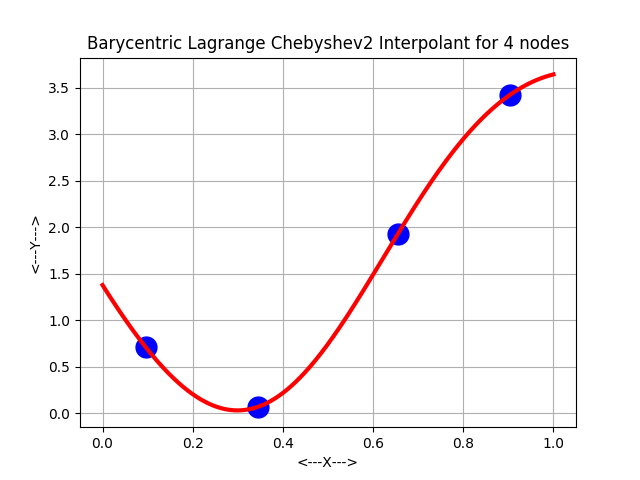 Barycentric Lagrange Chebyshev2 Interpolant for 4 nodes
3.5
3.0
2.5
2.0
1.5
1.0
0.5
0.0
<---Y--->
0.0 0.2 0.4 0.6 0.8 1.0
<---X--->